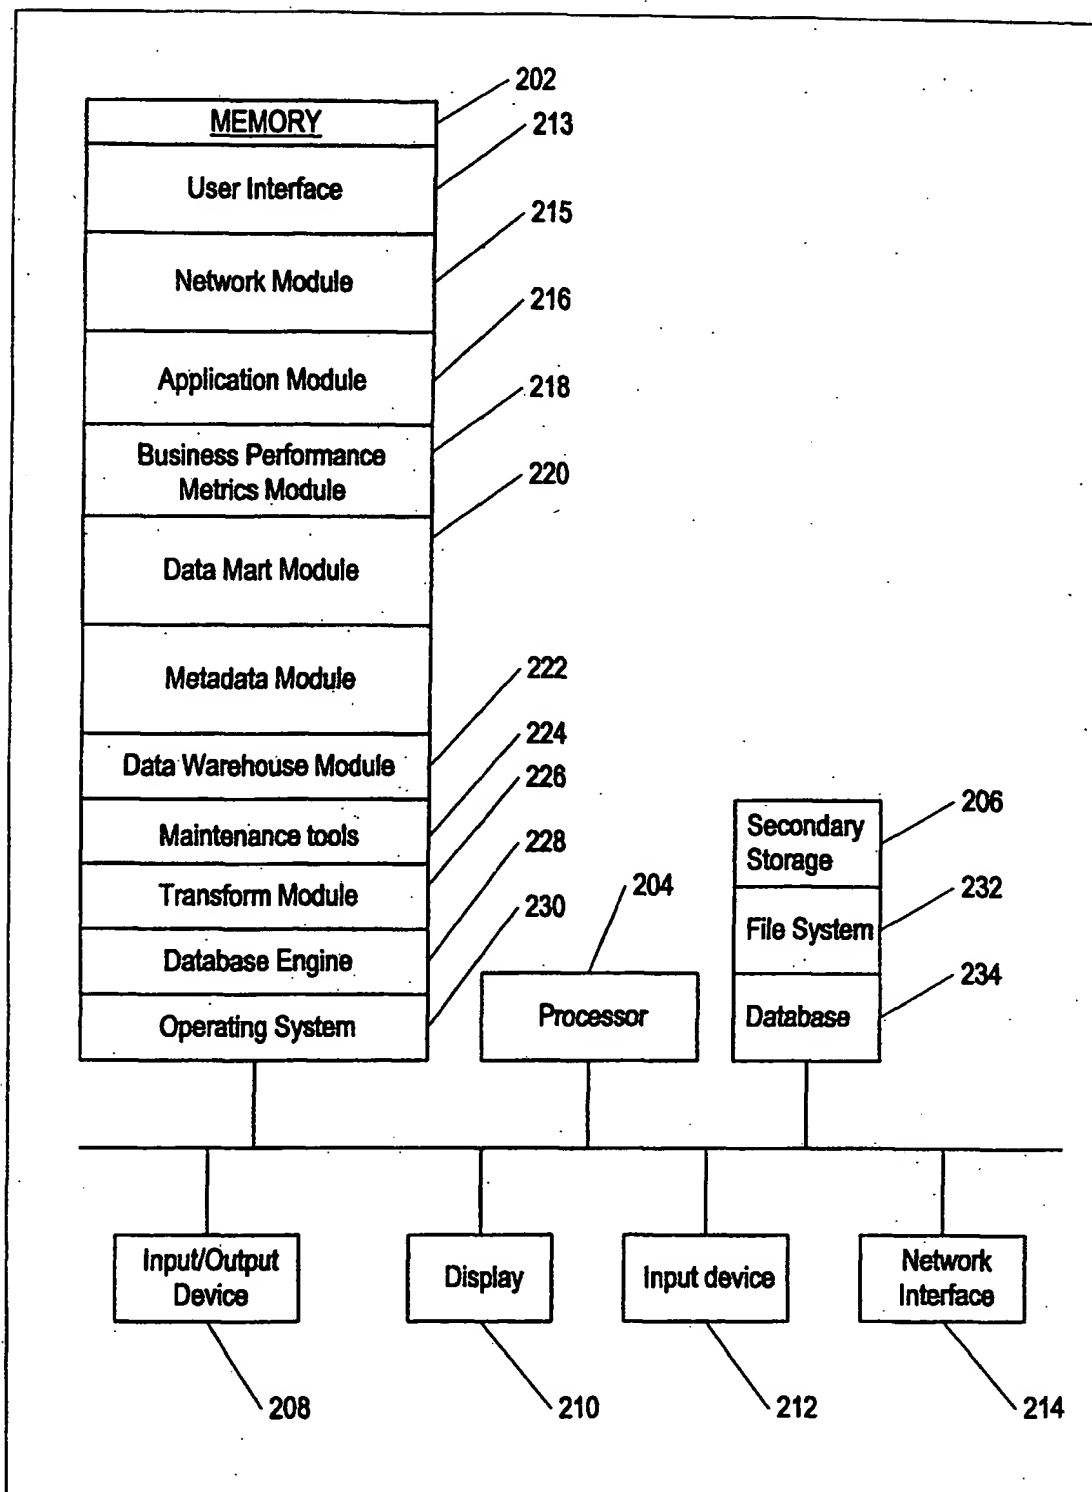 202
MEMORY
213
User Interface
215
Network Module
216
Application Module
218
Business Performance
Metrics Module
220
Data Mart Module
Metadata Module
222
Data Warehouse Module
224
226
Maintenance tools
228
Transform Module
230
Database Engine
Operating System
204
Processor
206
Secondary
Storage
232
File System
234
Database
Input/Output
Device
Display
Input device
Network
Interface
208
210
212
214